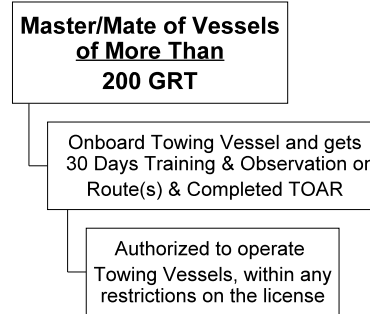 Master/Mate of Vessels
of More Than
200 GRT
Onboard Towing Vessel and gets
30 Days Training & Observation or
Route(s) & Completed TOAR
Authorized to operate
Towing Vessels, within any
restrictions on the license